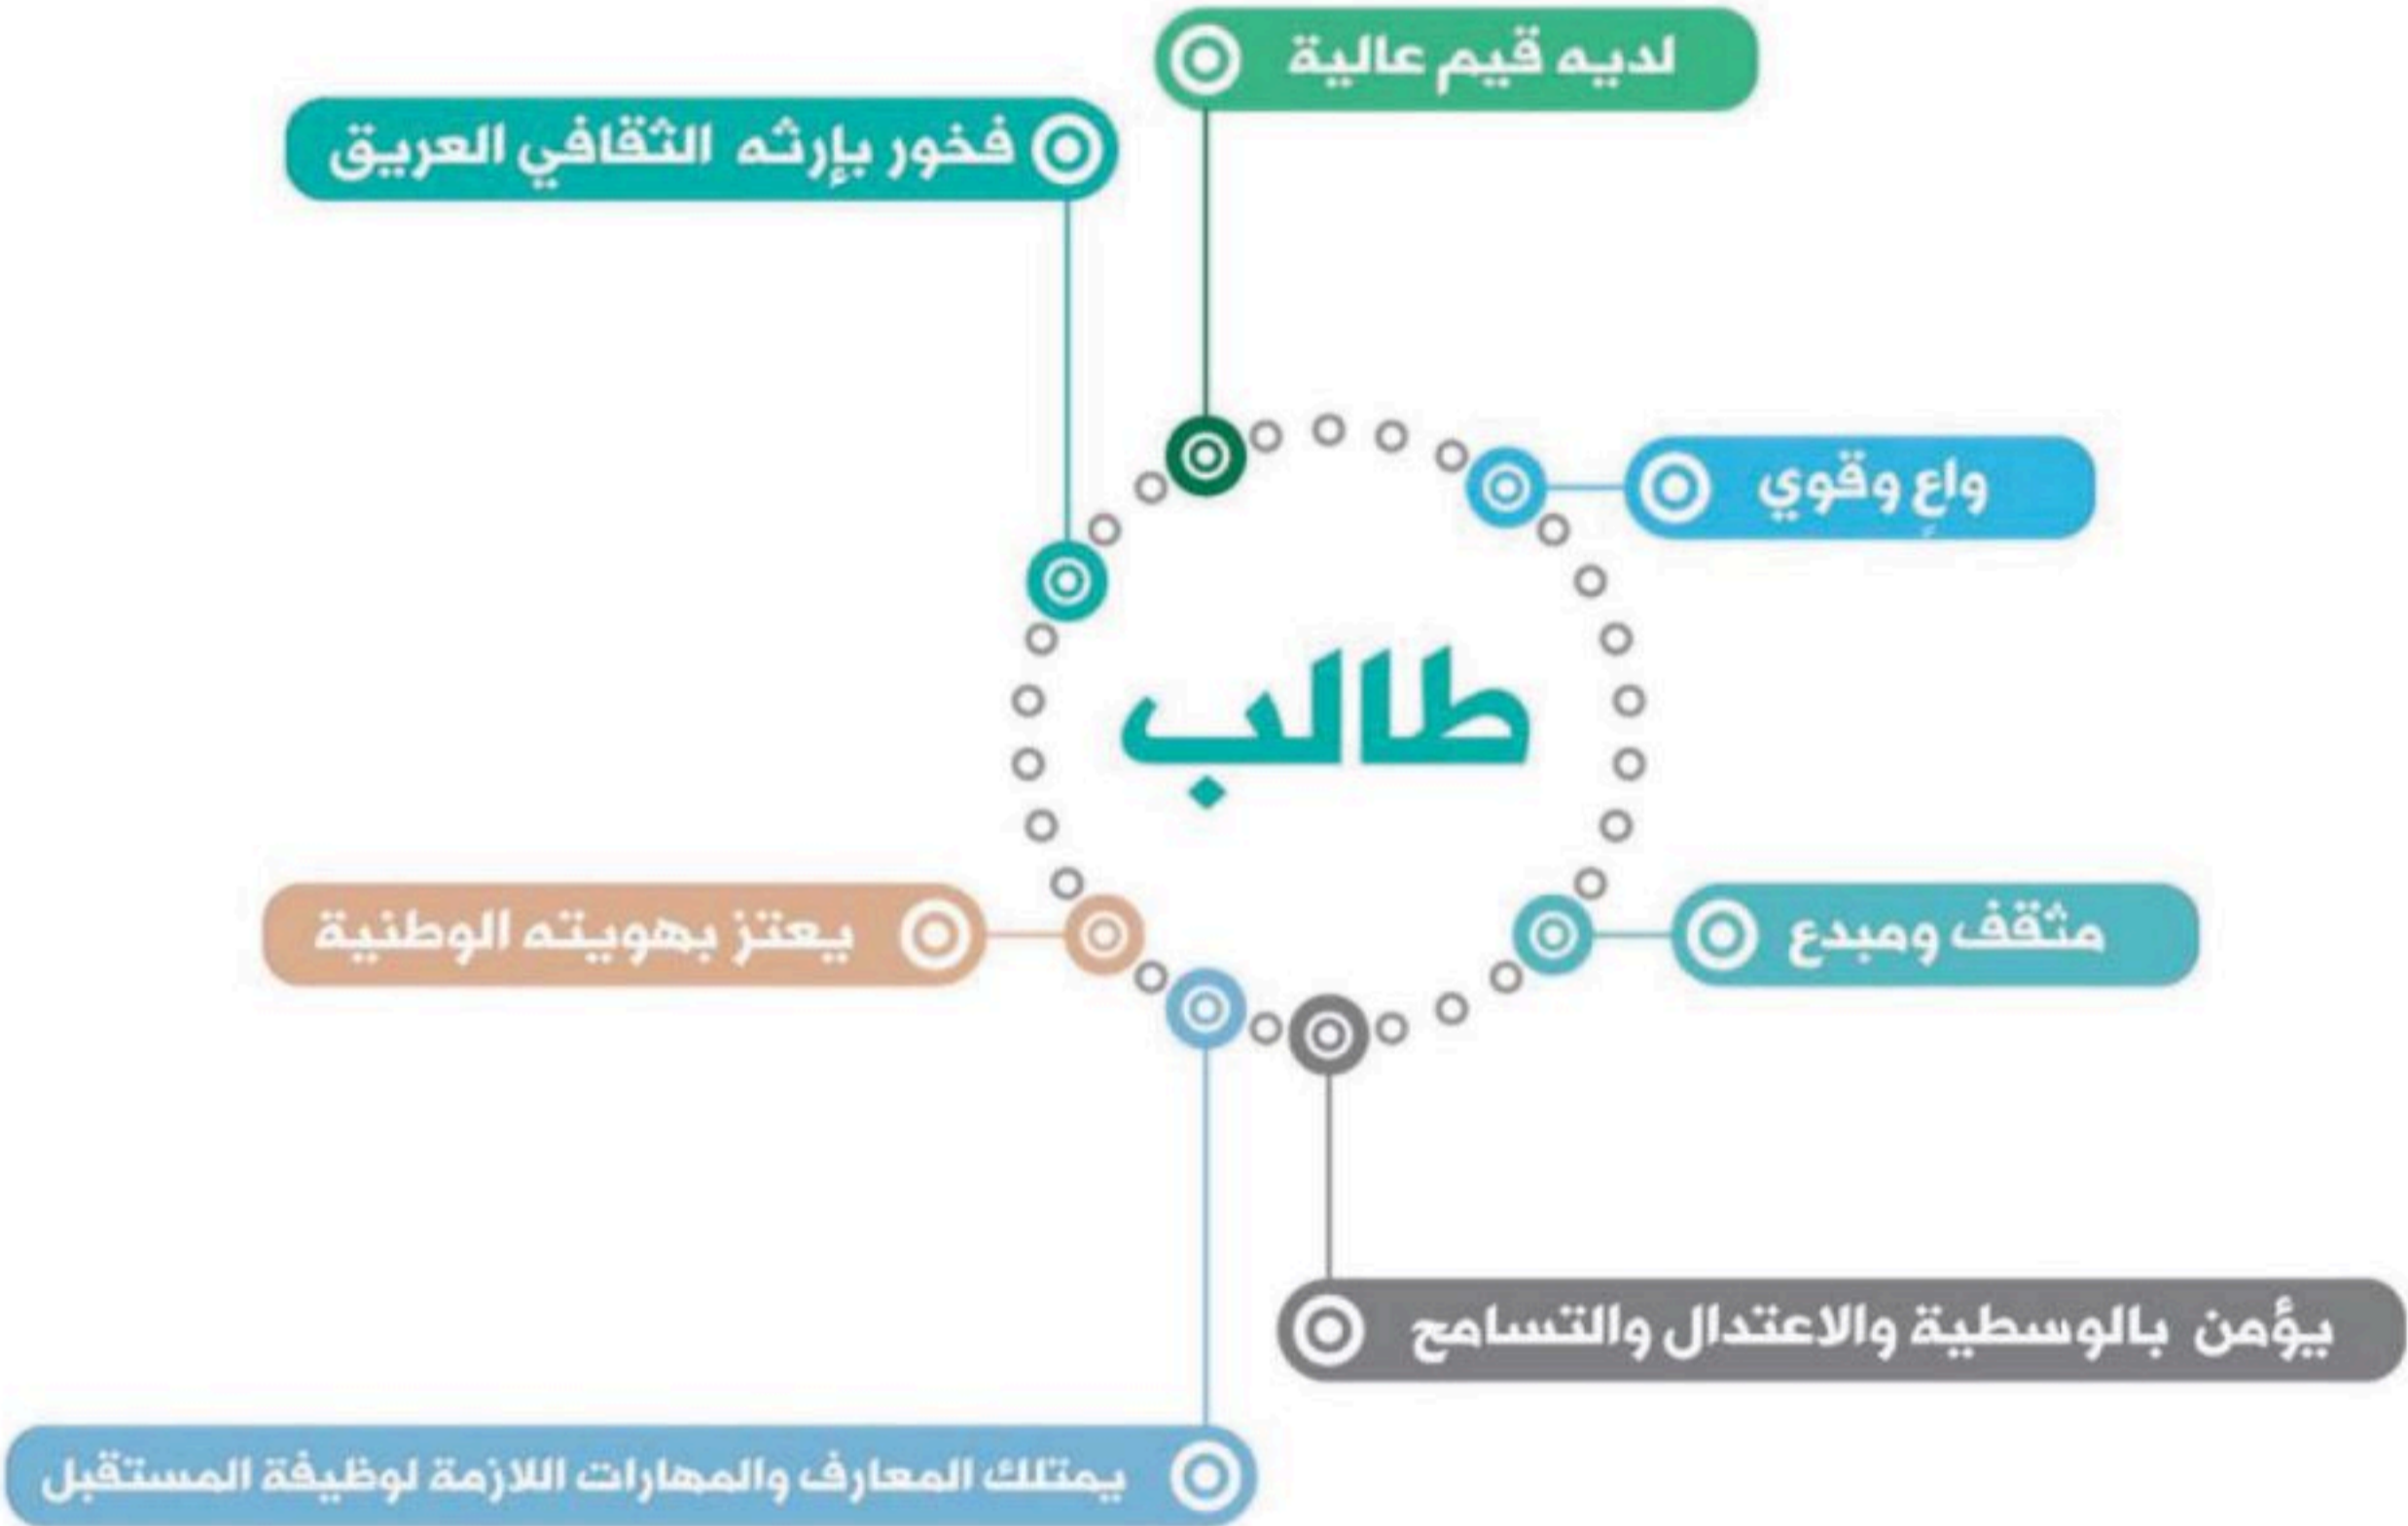 لديه قيم عالية
فخور بإرثه الثقافي العريق
واعٍ وقوي
طالب
مثقف ومبدع
يعتز بهويته الوطنية
يؤمن بالوسطية والاعتدال والتسامح
يمتلك المعارف والمهارات اللازمة لوظيفة المستقبل